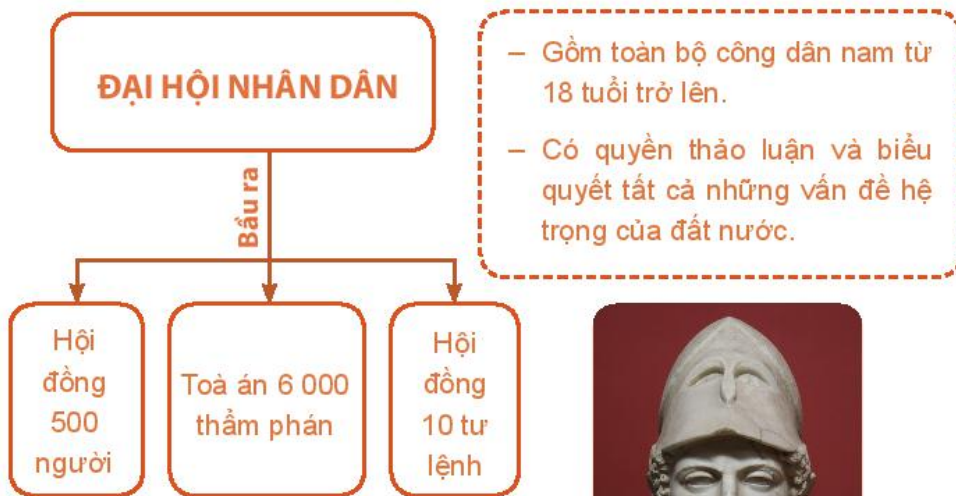 ĐẠI HỘI NHÂN DÂN
– Gồm toàn bộ công dân nam từ
18 tuổi trở lên.
– Có quyền thảo luận và biểu
quyết tất cả những vấn đề hệ
trọng của đất nước.
Bầu ra
Hội
đồng
500
người
Toà án 6 000
thẩm phán
Hội
đồng
10 tư
lệnh